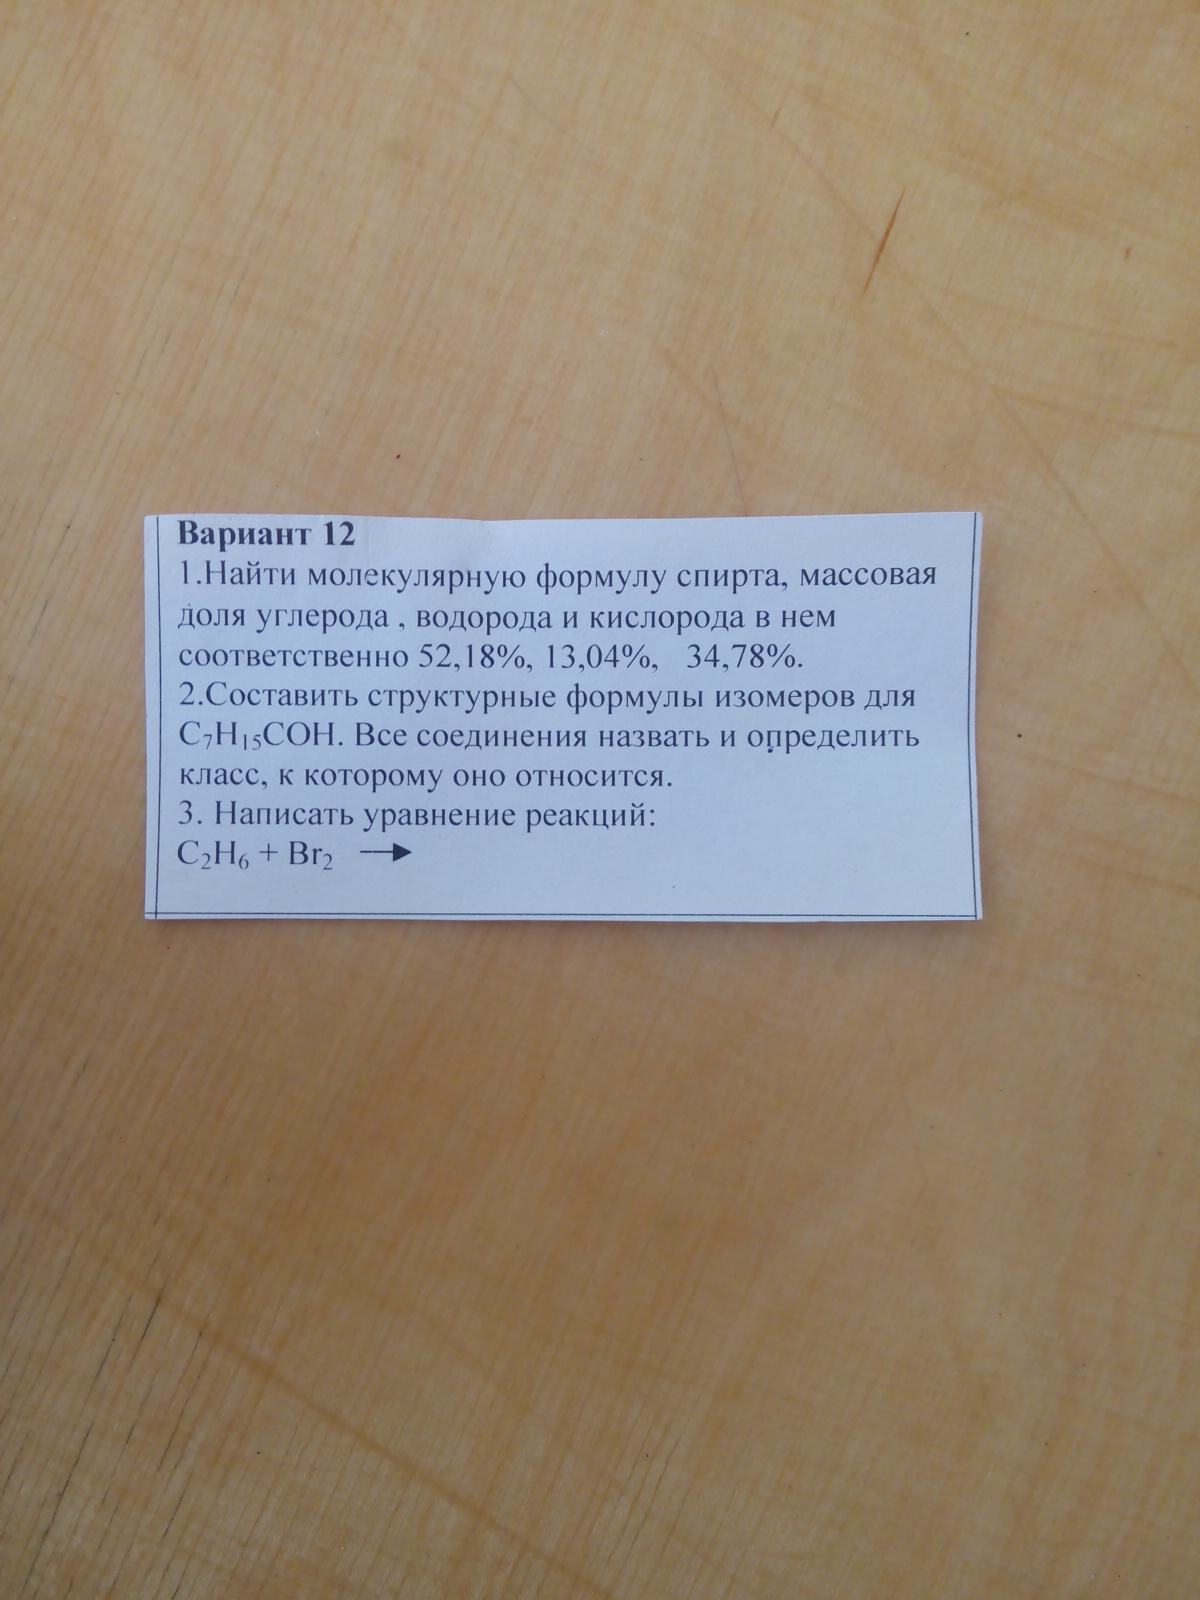 Вариант 12
1.Найти молекулярную формулу спирта, массовая
доля углерода , водорода и кислорода в нем
соответственно 52,18%, 13,04%, 34,78%.
2.Составить структурные формулы изомеров для
C₇H₁₅COH. Все соединения назвать и определить
класс, к которому оно относится.
3. Написать уравнение реакций:
C₂H₆ + Br₂ →